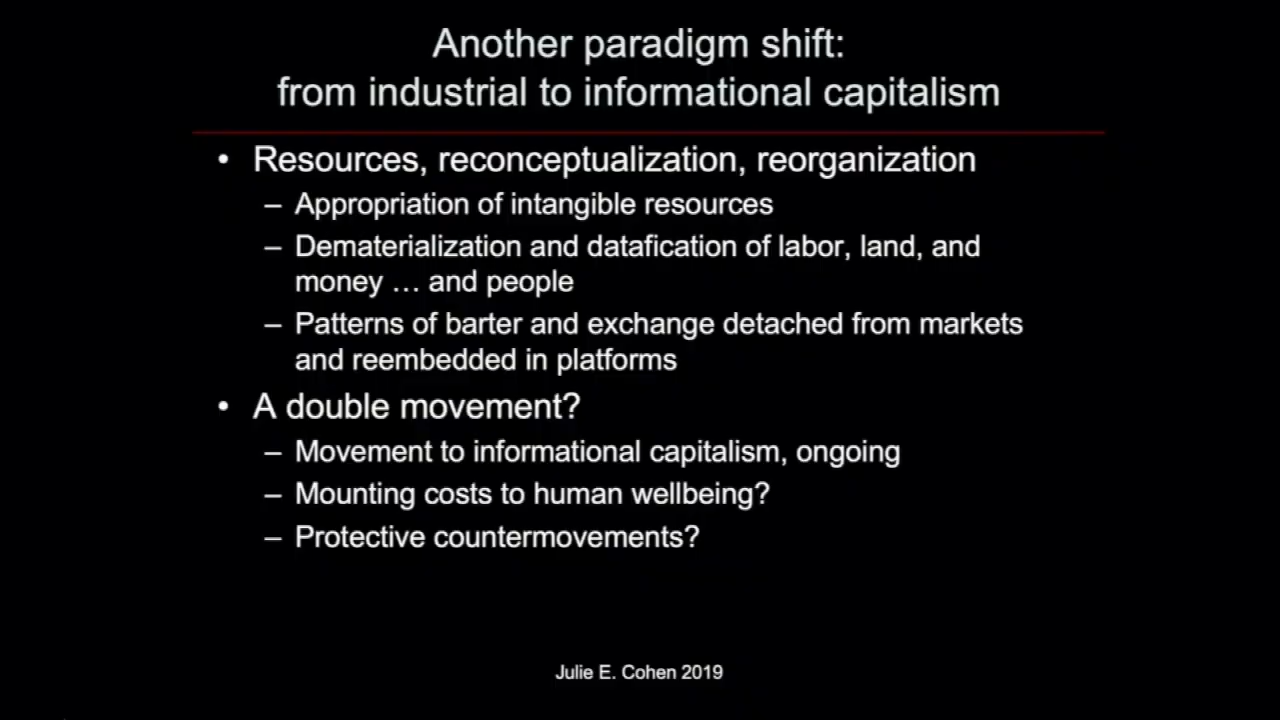 Another paradigm shift:
from industrial to informational capitalism
• Resources, reconceptualization, reorganization
– Appropriation of intangible resources
– Dematerialization and datafication of labor, land, and
money … and people
– Patterns of barter and exchange detached from markets
and reembedded in platforms
• A double movement?
– Movement to informational capitalism, ongoing
– Mounting costs to human wellbeing?
– Protective countermovements?
Julie E. Cohen 2019